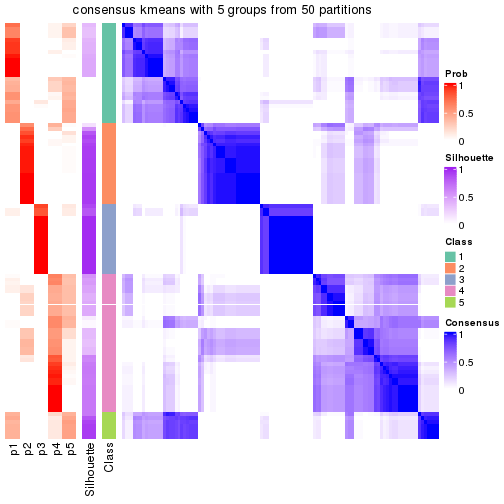 consensus kmeans with 5 groups from 50 partitions
Prob
1
0.5
0
Silhouette
1
0.5
0
Class
1
2
3
4
5
Consensus
1
0.5
0
p1
p2
p3
p4
p5
Silhouette
Class